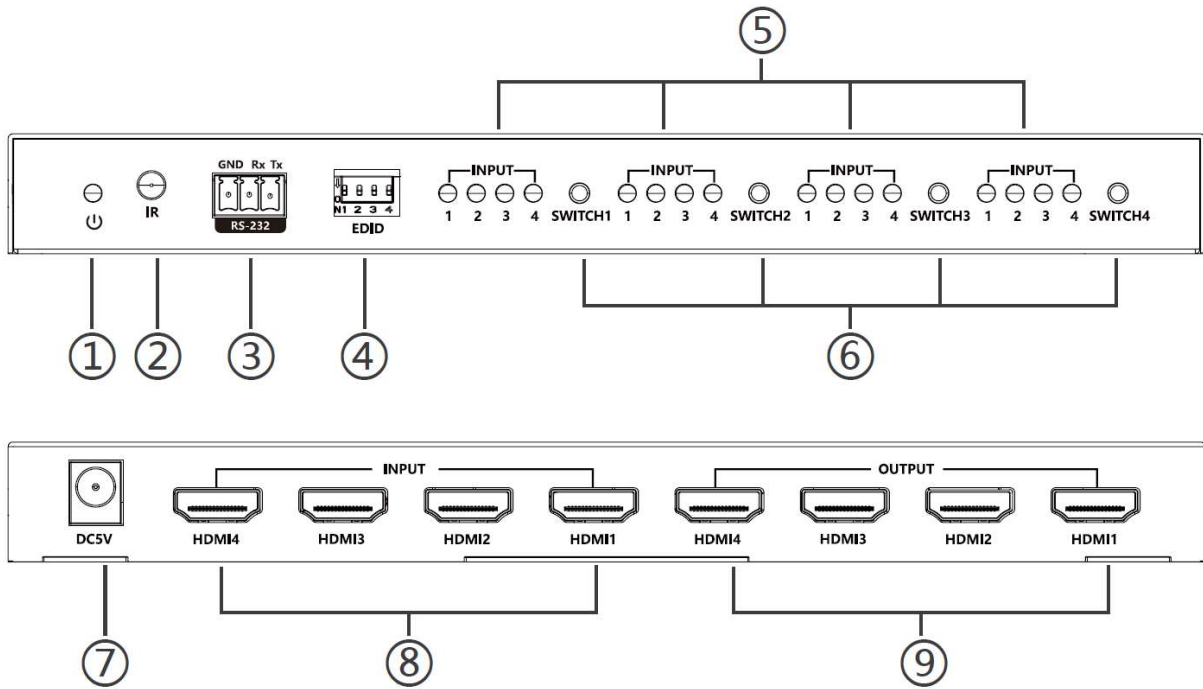 ⑤
GND Rx Tx
INPUT INPUT INPUT INPUT
IR
1 2 3 4 SWITCH1 1 2 3 4 SWITCH2 1 2 3 4 SWITCH3 1 2 3 4 SWITCH4
RS-232
ON 1 2 3 4
EDID
① ② ③ ④ ⑥
INPUT OUTPUT
DC5V HDMI4 HDMI3 HDMI2 HDMI1 HDMI4 HDMI3 HDMI2 HDMI1
⑦ ⑧ ⑨